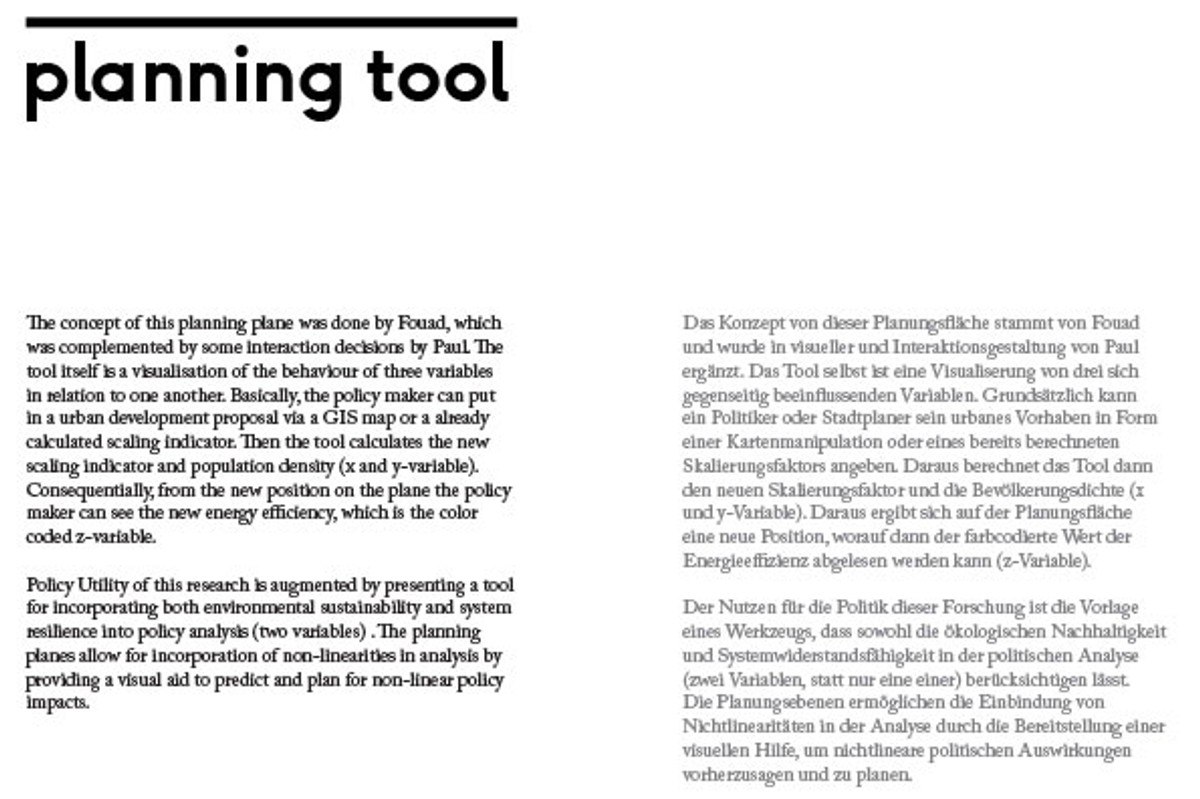 planning tool
The concept of this planning plane was done by Fouad, which
was complemented by some interaction decisions by Paul. The
tool itself is a visualisation of the behaviour of three variables
in relation to one another. Basically, the policy maker can put
in a urban development proposal via a GIS map or a already
calculated scaling indicator. Then the tool calculates the new
scaling indicator and population density (x and y-variable).
Consequentially, from the new position on the plane the policy
maker can see the new energy efficiency, which is the color
coded z-variable.
Policy Utility of this research is augmented by presenting a tool
for incorporating both environmental sustainability and system
resilience into policy analysis (two variables) . The planning
planes allow for incorporation of non-linearities in analysis by
providing a visual aid to predict and plan for non-linear policy
impacts.
Das Konzept von dieser Planungsfläche stammt von Fouad
und wurde in visueller und Interaktionsgestaltung von Paul
ergänzt. Das Tool selbst ist eine Visualiserung von drei sich
gegenseitig beeinflussenden Variablen. Grundsätzlich kann
ein Politiker oder Stadtplaner sein urbanes Vorhaben in Form
einer Kartenmanipulation oder eines bereits berechneten
Skalierungsfaktors angeben. Daraus berechnet das Tool dann
den neuen Skalierungsfaktor und die Bevölkerungsdichte (x
und y-Variable). Daraus ergibt sich auf der Planungsfläche
eine neue Position, worauf dann der farbcodierte Wert der
Energieeffizienz abgelesen werden kann (z-Variable).
Der Nutzen für die Politik dieser Forschung ist die Vorlage
eines Werkzeugs, dass sowohl die ökologischen Nachhaltigkeit
und Systemwiderstandsfähigkeit in der politischen Analyse
(zwei Variablen, statt nur eine einer) berücksichtigen lässt.
Die Planungsebenen ermöglichen die Einbindung von
Nichtlinearitäten in der Analyse durch die Bereitstellung einer
visuellen Hilfe, um nichtlineare politischen Auswirkungen
vorherzusagen und zu planen.